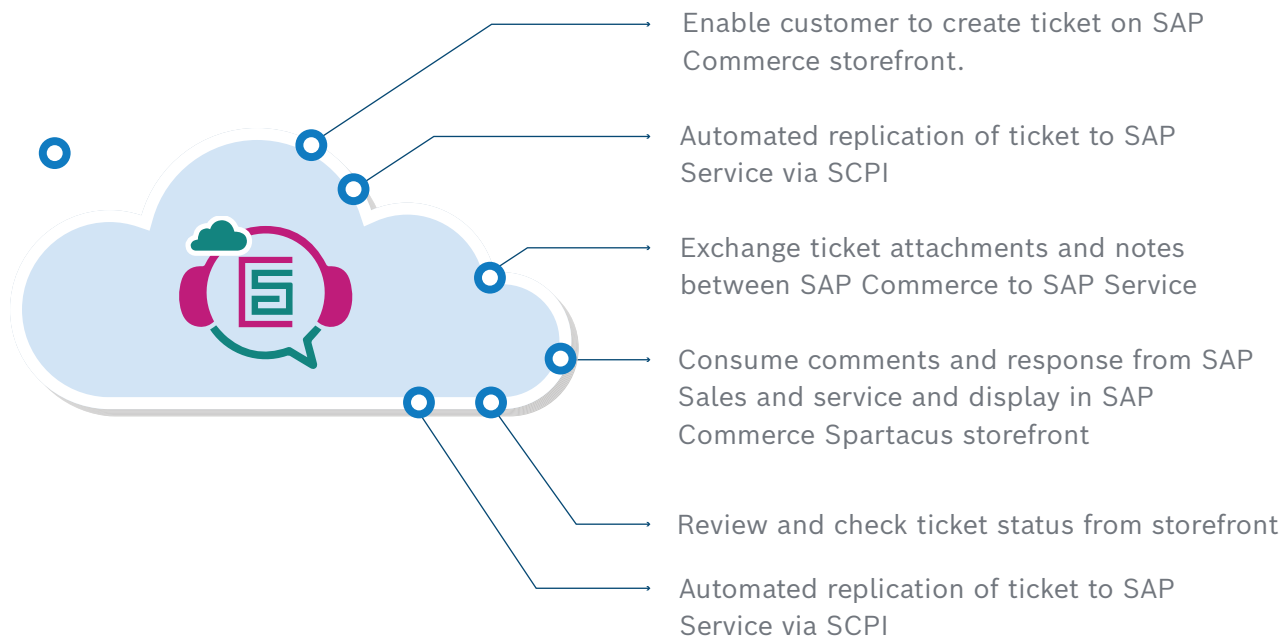 Enable customer to create ticket on SAP
Commerce storefront.
Automated replication of ticket to SAP
Service via SCPI
Exchange ticket attachments and notes
between SAP Commerce to SAP Service
Consume comments and response from SAP
Sales and service and display in SAP
Commerce Spartacus storefront
Review and check ticket status from storefront
Automated replication of ticket to SAP
Service via SCPI